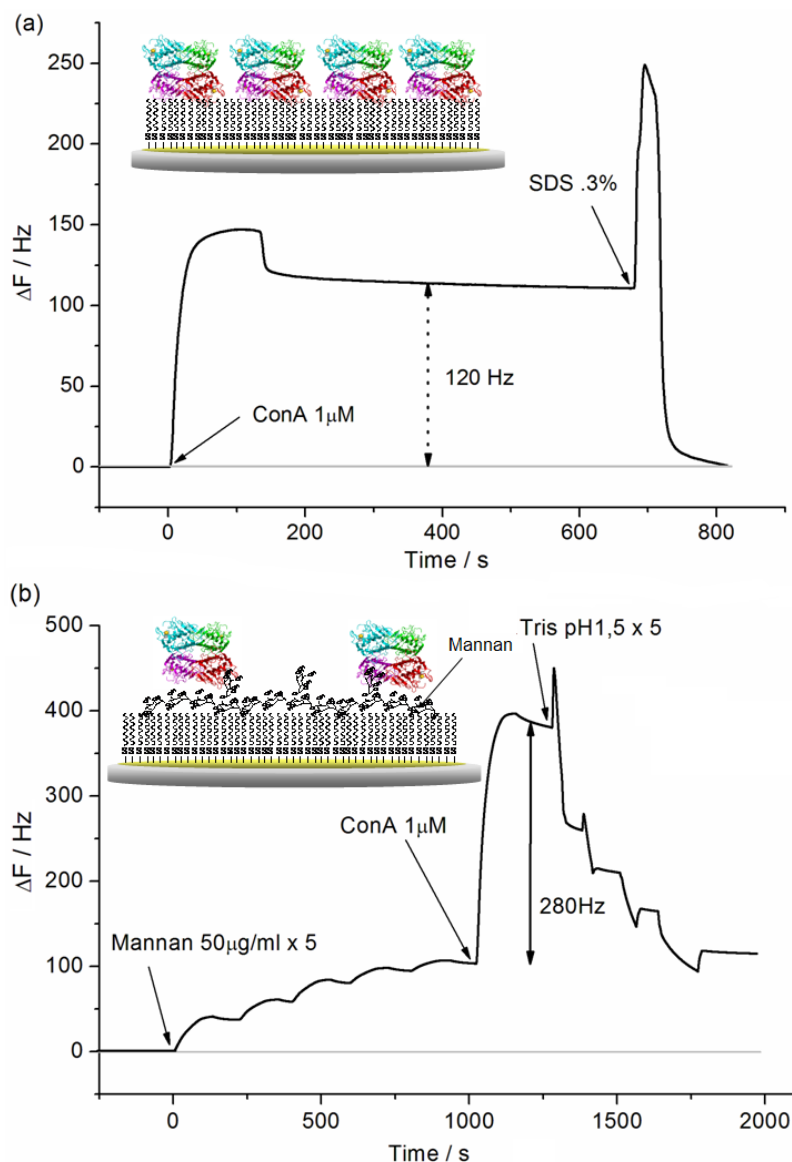 (a)
250
200
150
100
50
0
ΔF / Hz
SDS .3%
120 Hz
ConA 1μM
0
200
400
600
800
Time / s
(b)
500
400
300
200
100
0
ΔF / Hz
Tris pH1,5 x 5
Mannan
ConA 1μM
280Hz
Mannan 50μg/ml x 5
0
500
1000
1500
2000
Time / s